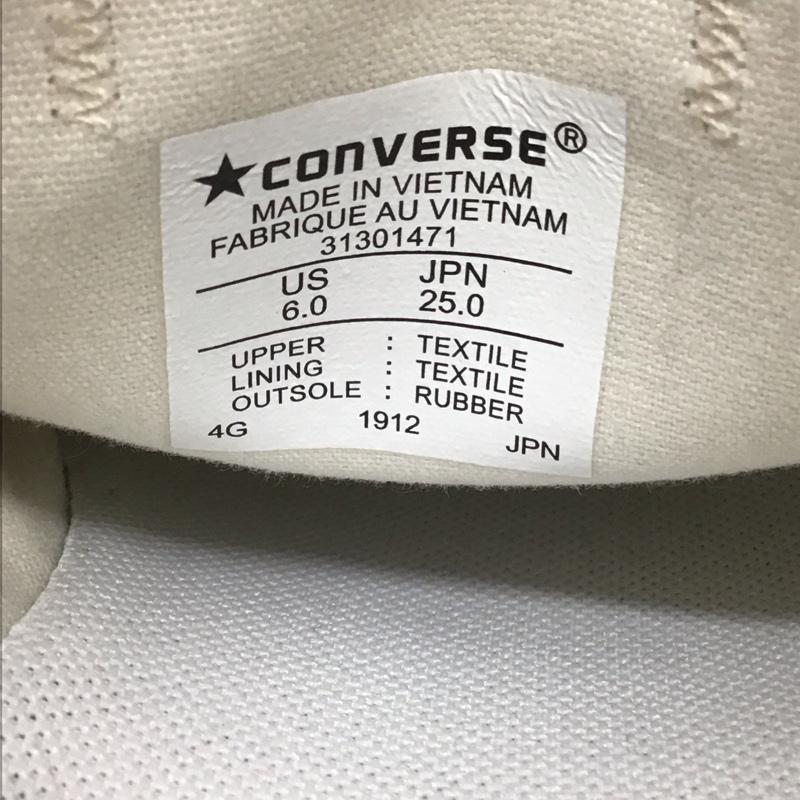 ★CONVERSE®
MADE IN VIETNAM
FABRIQUE AU VIETNAM
31301471
US JPN
6.0 25.0
UPPER : TEXTILE
LINING : TEXTILE
OUTSOLE : RUBBER
4G 1912 JPN